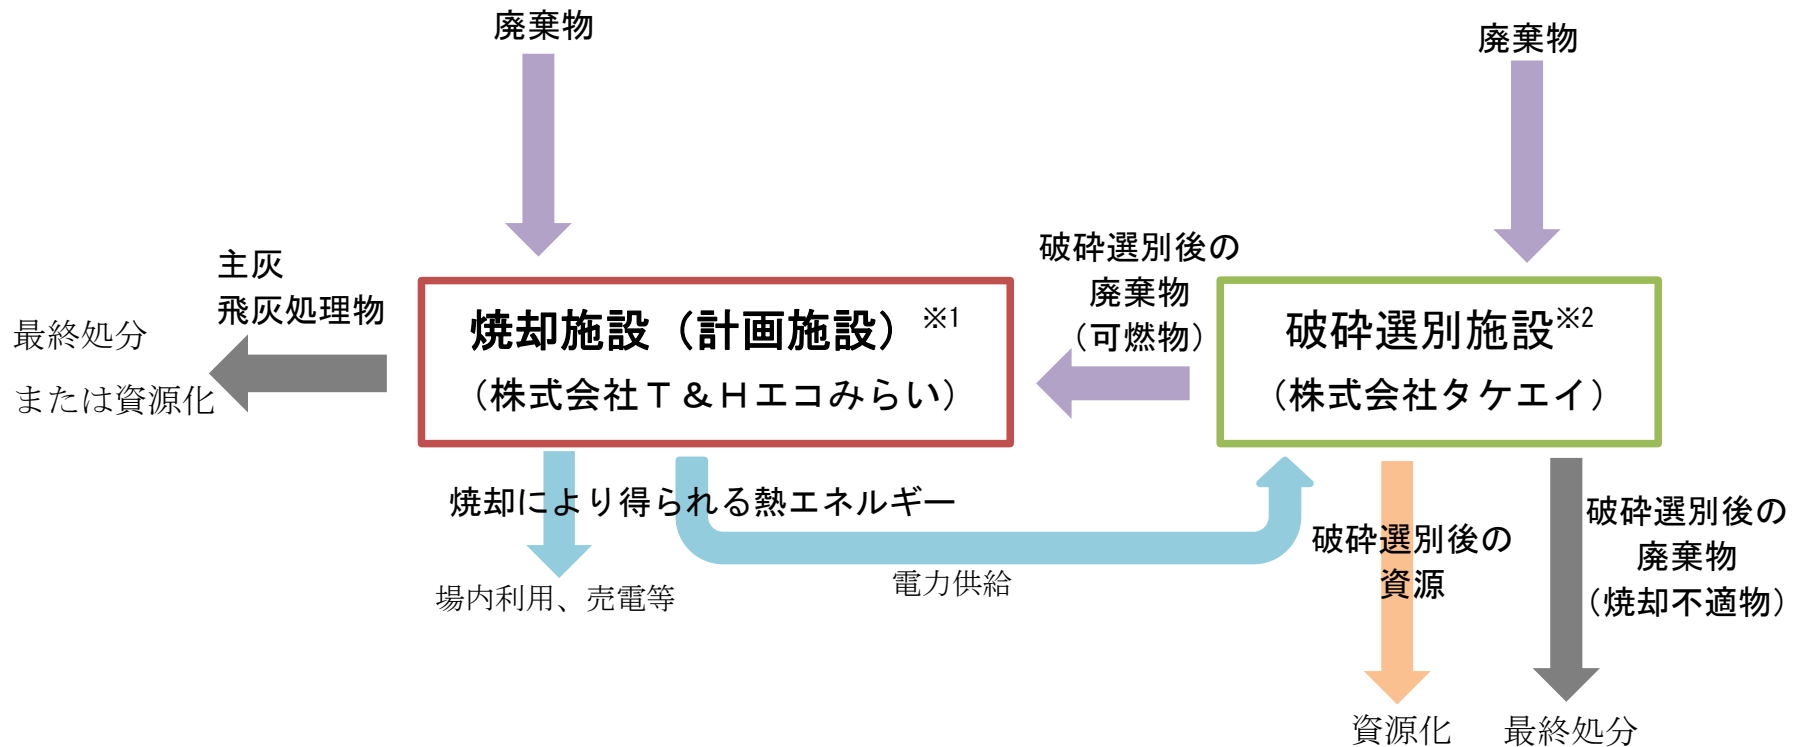 廃棄物
廃棄物
主灰
飛灰処理物
最終処分
または資源化
焼却施設（計画施設）※1
（株式会社Ｔ＆Ｈエコみらい）
破砕選別後の
廃棄物
（可燃物）
破砕選別施設※2
（株式会社タケエイ）
焼却により得られる熱エネルギー
場内利用、売電等
電力供給
破砕選別後の
資源
破砕選別後の
廃棄物
（焼却不適物）
資源化
最終処分